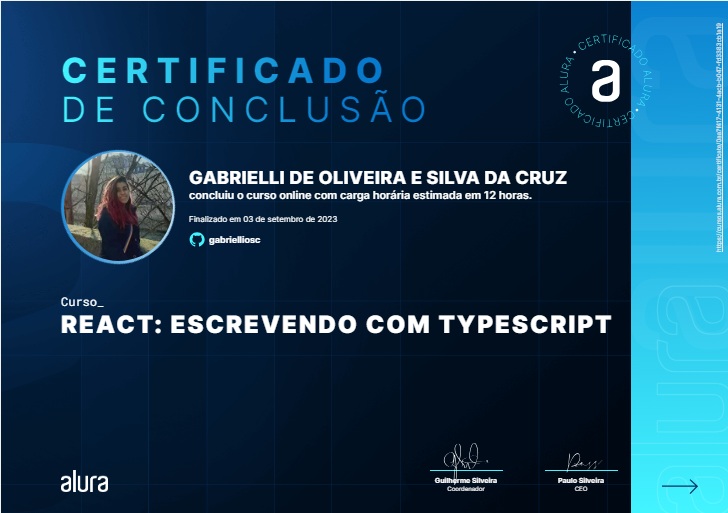 CERTIFICADO
DE CONCLUSÃO
CERTIFICADO ALURA • CERTIFICADO ALURA •
a
GABRIELLI DE OLIVEIRA E SILVA DA CRUZ
concluiu o curso online com carga horária estimada em 12 horas.
Finalizado em 03 de setembro de 2023
gabrielliosc
Curso_
REACT: ESCREVENDO COM TYPESCRIPT
alura
Guilherme Silveira
Coordenador
Paulo Silveira
CEO
alura